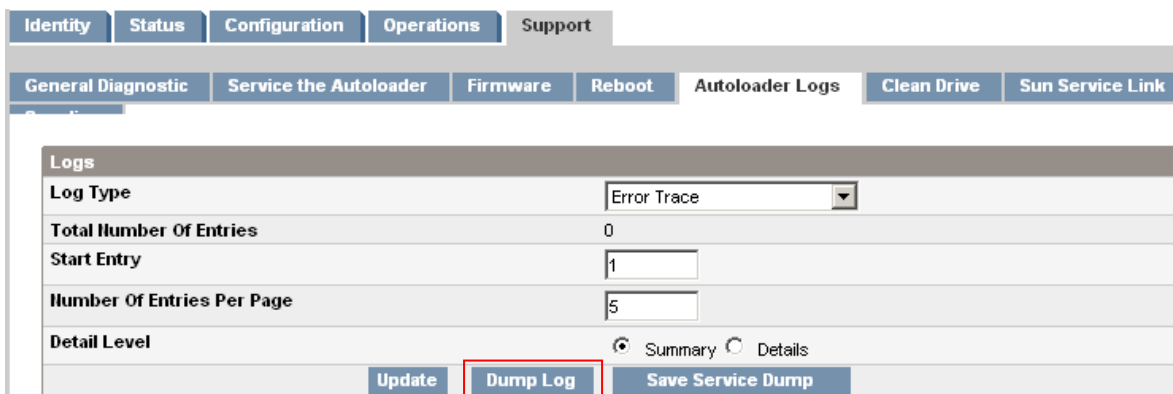 Identity Status Configuration Operations Support
General Diagnostic Service the Autoloader Firmware Reboot Autoloader Logs Clean Drive Sun Service Link
Logs
Log Type Error Trace
Total Number Of Entries 0
Start Entry 1
Number Of Entries Per Page 5
Detail Level Summary Details
Update Dump Log Save Service Dump